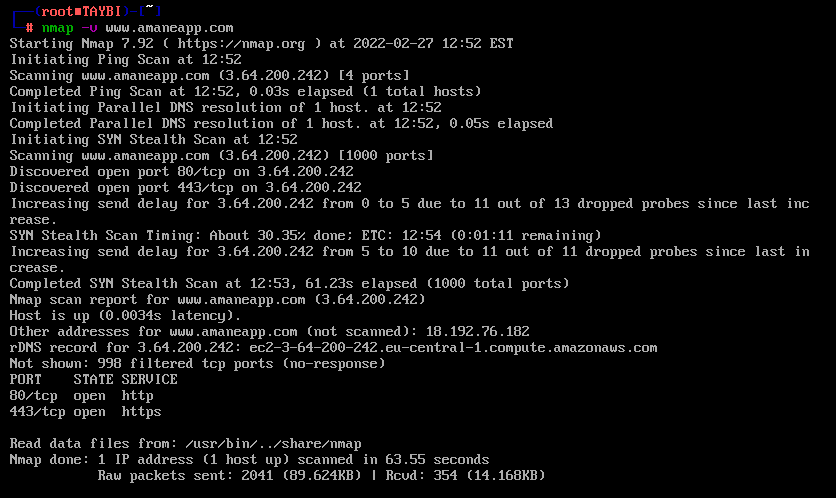 ┌──(root■TAYBI)-[~]
└─# nmap -v www.amaneapp.com
Starting Nmap 7.92 ( https://nmap.org ) at 2022-02-27 12:52 EST
Initiating Ping Scan at 12:52
Scanning www.amaneapp.com (3.64.200.242) [4 ports]
Completed Ping Scan at 12:52, 0.03s elapsed (1 total hosts)
Initiating Parallel DNS resolution of 1 host. at 12:52
Completed Parallel DNS resolution of 1 host. at 12:52, 0.05s elapsed
Initiating SYN Stealth Scan at 12:52
Scanning www.amaneapp.com (3.64.200.242) [1000 ports]
Discovered open port 80/tcp on 3.64.200.242
Discovered open port 443/tcp on 3.64.200.242
Increasing send delay for 3.64.200.242 from 0 to 5 due to 11 out of 13 dropped probes since last inc
rease.
SYN Stealth Scan Timing: About 30.35% done; ETC: 12:54 (0:01:11 remaining)
Increasing send delay for 3.64.200.242 from 5 to 10 due to 11 out of 11 dropped probes since last in
crease.
Completed SYN Stealth Scan at 12:53, 61.23s elapsed (1000 total ports)
Nmap scan report for www.amaneapp.com (3.64.200.242)
Host is up (0.0034s latency).
Other addresses for www.amaneapp.com (not scanned): 18.192.76.182
rDNS record for 3.64.200.242: ec2-3-64-200-242.eu-central-1.compute.amazonaws.com
Not shown: 998 filtered tcp ports (no-response)
PORT    STATE SERVICE
80/tcp  open  http
443/tcp open  https

Read data files from: /usr/bin/../share/nmap
Nmap done: 1 IP address (1 host up) scanned in 63.55 seconds
           Raw packets sent: 2041 (89.624KB) | Rcvd: 354 (14.168KB)